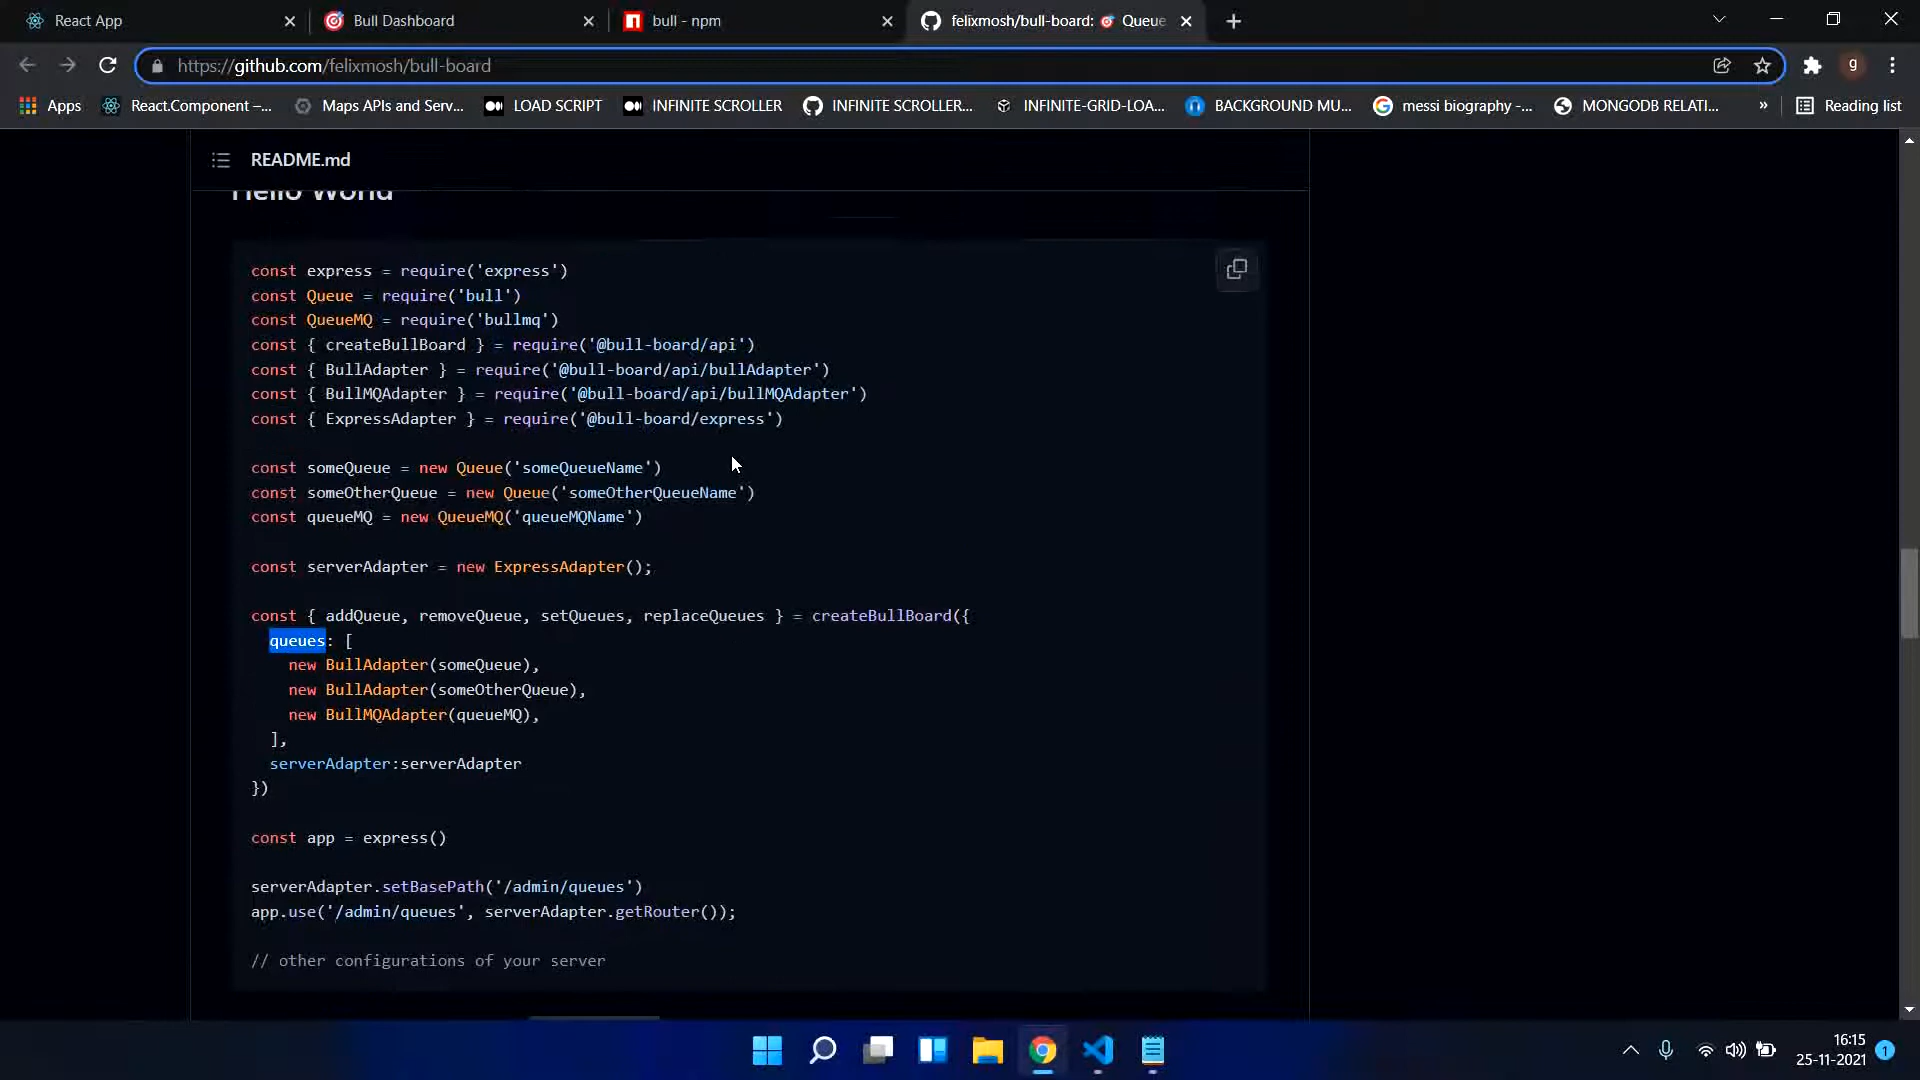 React App
Bull Dashboard
bull - npm
felixmosh/bull-board: 🎯 Queue
https://github.com/felixmosh/bull-board
g
Apps
React.Component –...
Maps APIs and Serv...
LOAD SCRIPT
INFINITE SCROLLER
INFINITE SCROLLER...
INFINITE-GRID-LOA...
BACKGROUND MU...
messi biography -...
MONGODB RELATI...
»
Reading list
README.md
Hello World
const express = require('express')
const Queue = require('bull')
const QueueMQ = require('bullmq')
const { createBullBoard } = require('@bull-board/api')
const { BullAdapter } = require('@bull-board/api/bullAdapter')
const { BullMQAdapter } = require('@bull-board/api/bullMQAdapter')
const { ExpressAdapter } = require('@bull-board/express')
const someQueue = new Queue('someQueueName')
const someOtherQueue = new Queue('someOtherQueueName')
const queueMQ = new QueueMQ('queueMQName')
const serverAdapter = new ExpressAdapter();
const { addQueue, removeQueue, setQueues, replaceQueues } = createBullBoard({
queues: [
new BullAdapter(someQueue),
new BullAdapter(someOtherQueue),
new BullMQAdapter(queueMQ),
],
serverAdapter:serverAdapter
})
const app = express()
serverAdapter.setBasePath('/admin/queues')
app.use('/admin/queues', serverAdapter.getRouter());
// other configurations of your server
16:15
25-11-2021
1